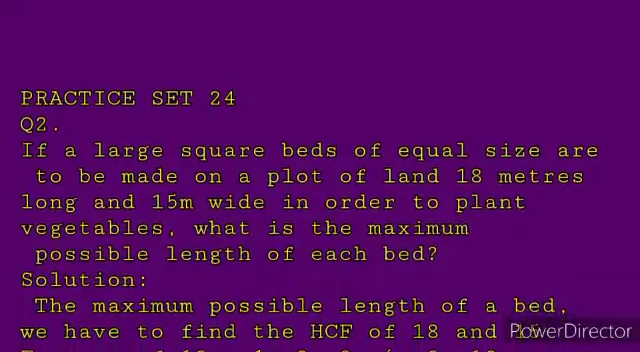 PRACTICE SET 24
Q2.
If a large square beds of equal size are
to be made on a plot of land 18 metres
long and 15m wide in order to plant
vegetables, what is the maximum
possible length of each bed?
Solution:
The maximum possible length of a bed,
we have to find the HCF of 18 and
PowerDirector